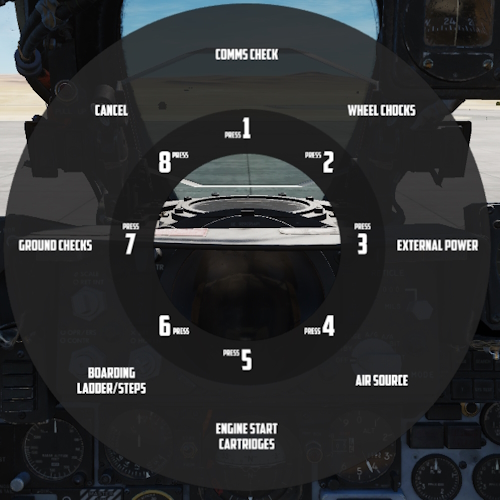 COMMS CHECK
CANCEL
WHEEL CHOCKS
PRESS 1
8 PRESS
PRESS 2
GROUND CHECKS
PRESS 7
PRESS 3
EXTERNAL POWER
6 PRESS
PRESS 4
PRESS 5
BOARDING
LADDER/STEPS
AIR SOURCE
ENGINE START
CARTRIDGES